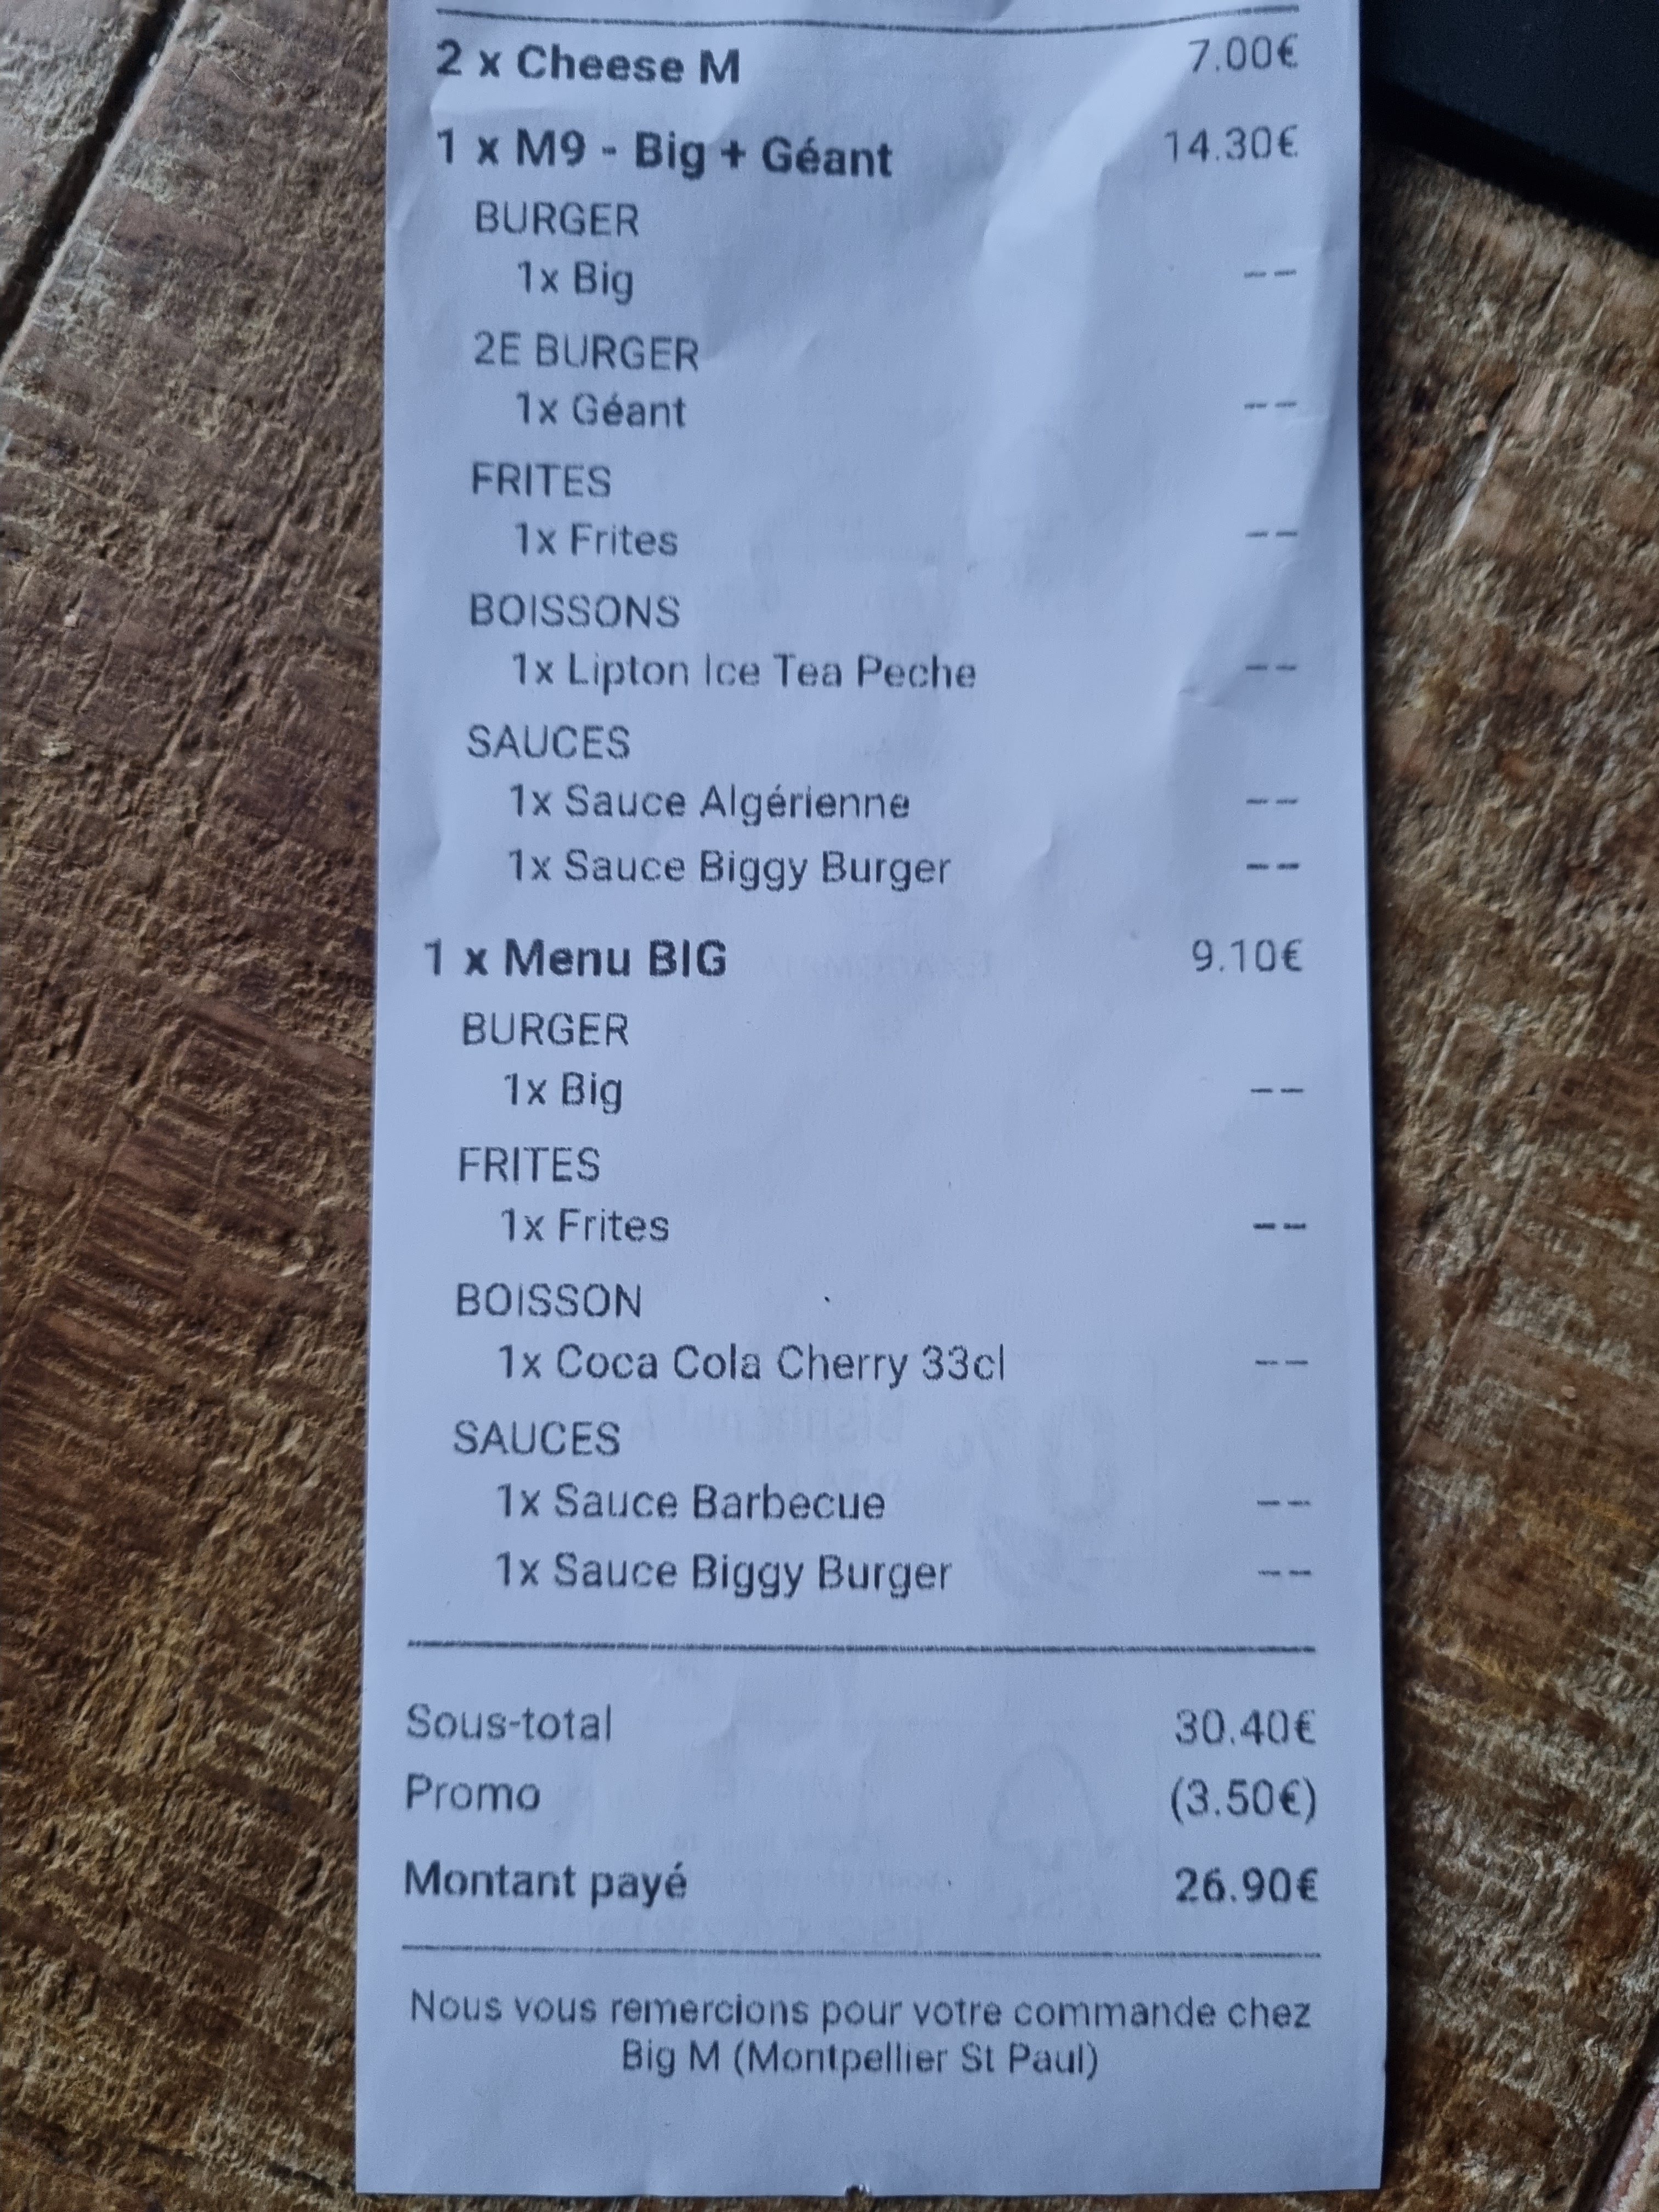 2 x Cheese M 7.00€
1 x M9 - Big + Géant 14.30€
BURGER
1x Big --
2E BURGER
1x Géant --
FRITES
1x Frites --
BOISSONS
1x Lipton Ice Tea Peche --
SAUCES
1x Sauce Algérienne --
1x Sauce Biggy Burger --
1 x Menu BIG 9.10€
BURGER
1x Big --
FRITES
1x Frites --
BOISSON
1x Coca Cola Cherry 33cl --
SAUCES
1x Sauce Barbecue --
1x Sauce Biggy Burger --
Sous-total 30.40€
Promo (3.50€)
Montant payé 26.90€
Nous vous remercions pour votre commande chez
Big M (Montpellier St Paul)